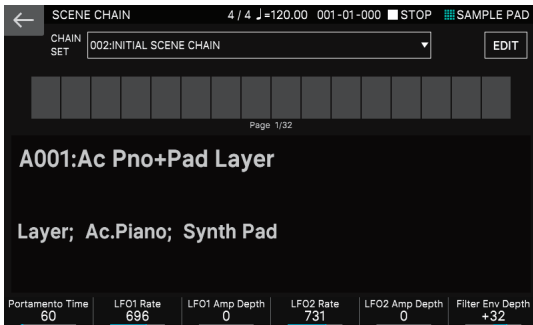 SCENE CHAIN 4 / 4 ♩=120.00 001-01-000 STOP SAMPLE PAD
CHAIN SET 002:INITIAL SCENE CHAIN EDIT
Page 1/32
A001:Ac Pno+Pad Layer
Layer; Ac.Piano; Synth Pad
Portamento Time LFO1 Rate LFO1 Amp Depth LFO2 Rate LFO2 Amp Depth Filter Env Depth
60 696 0 731 0 +32